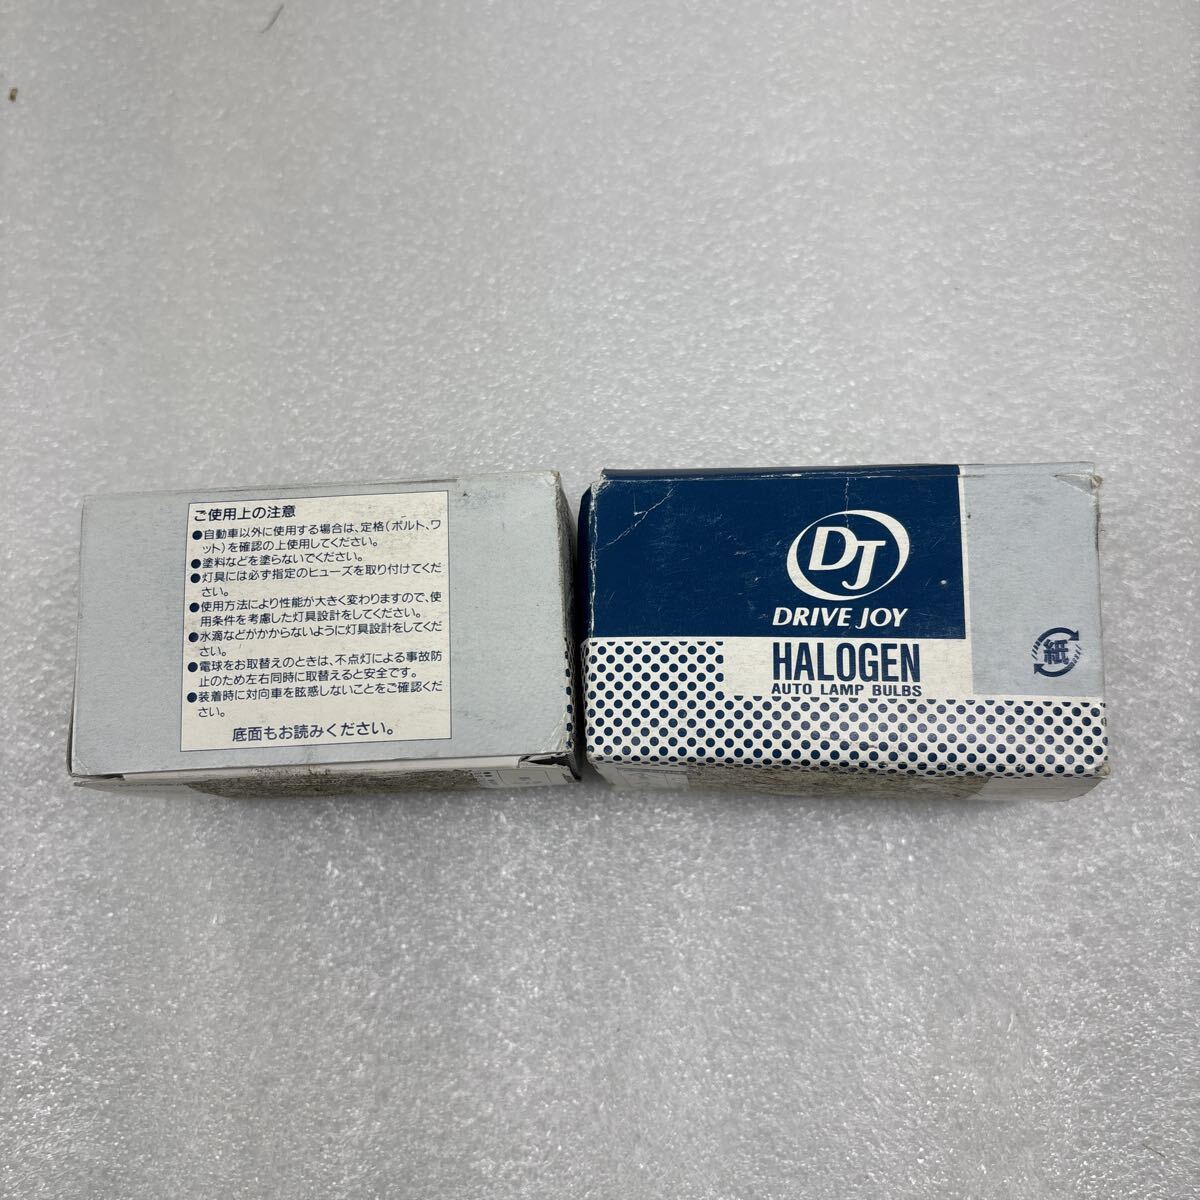 ご使用上の注意
●自動車以外に使用する場合は、定格(ボルト、ワ
ット)を確認の上使用してください。
●塗料などを塗らないでください。
●灯具には必ず指定のヒューズを取り付けてくだ
さい。
●使用方法により性能が大きく変わりますので、使
用条件を考慮した灯具設計をしてください。
●水滴などがかからないように灯具設計をしてくだ
さい。
●電球をお取替えのときは、不点灯による事故防
止のため左右同時に取替えると安全です。
●装着時に対向車を眩惑しないことをご確認くだ
さい。
底面もお読みください。
DJ
DRIVE JOY
HALOGEN
AUTO LAMP BULBS
紙